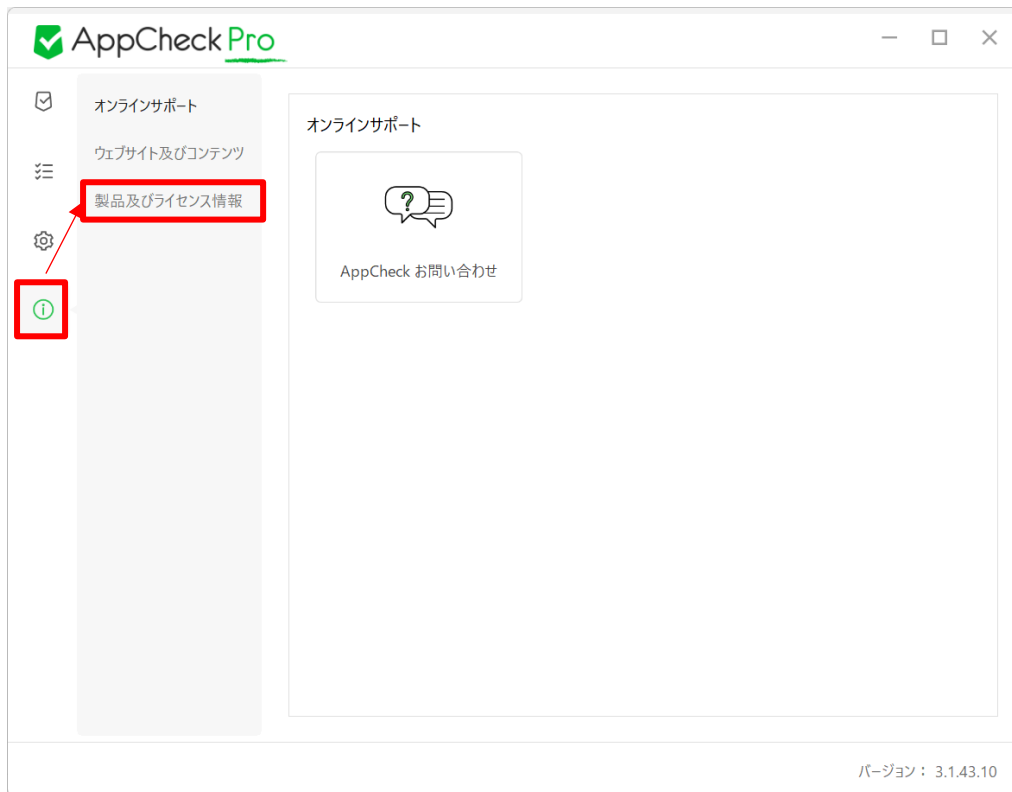 AppCheck Pro
オンラインサポート
ウェブサイト及びコンテンツ
製品及びライセンス情報
オンラインサポート
?
AppCheck お問い合わせ
バージョン： 3.1.43.10